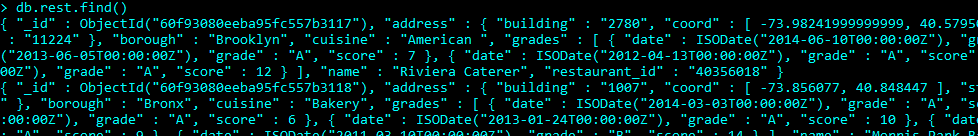 > db.rest.find()
{ "_id" : ObjectId("60f93080eeba95fc557b3117"), "address" : { "building" : "2780", "coord" : [ -73.98241999999999, 40.5795
 : "11224" }, "borough" : "Brooklyn", "cuisine" : "American ", "grades" : [ { "date" : ISODate("2014-06-10T00:00:00Z"), "g
("2013-06-05T00:00:00Z"), "grade" : "A", "score" : 7 }, { "date" : ISODate("2012-04-13T00:00:00Z"), "grade" : "A", "score"
00Z"), "grade" : "A", "score" : 12 } ], "name" : "Riviera Caterer", "restaurant_id" : "40356018" }
{ "_id" : ObjectId("60f93080eeba95fc557b3118"), "address" : { "building" : "1007", "coord" : [ -73.856077, 40.848447 ], "st
" }, "borough" : "Bronx", "cuisine" : "Bakery", "grades" : [ { "date" : ISODate("2014-03-03T00:00:00Z"), "grade" : "A", "s
:00:00Z"), "grade" : "A", "score" : 6 }, { "date" : ISODate("2013-01-24T00:00:00Z"), "grade" : "A", "score" : 10 }, { "dat
"A", "score" : 9 }, { "date" : ISODate("2011-03-10T00:00:00Z"), "grade" : "B", "score" : 14 } ], "name" : "Morris Park